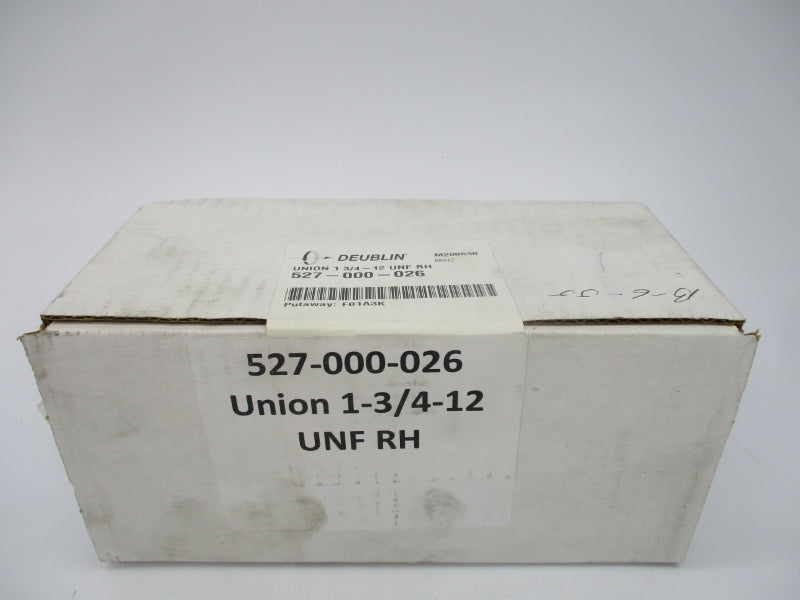 DEUBLIN
M200638
UNION 1 3/4-12 UNF RH
527-000-026
Putaway: F01A3K
527-000-026
Union 1-3/4-12
UNF RH